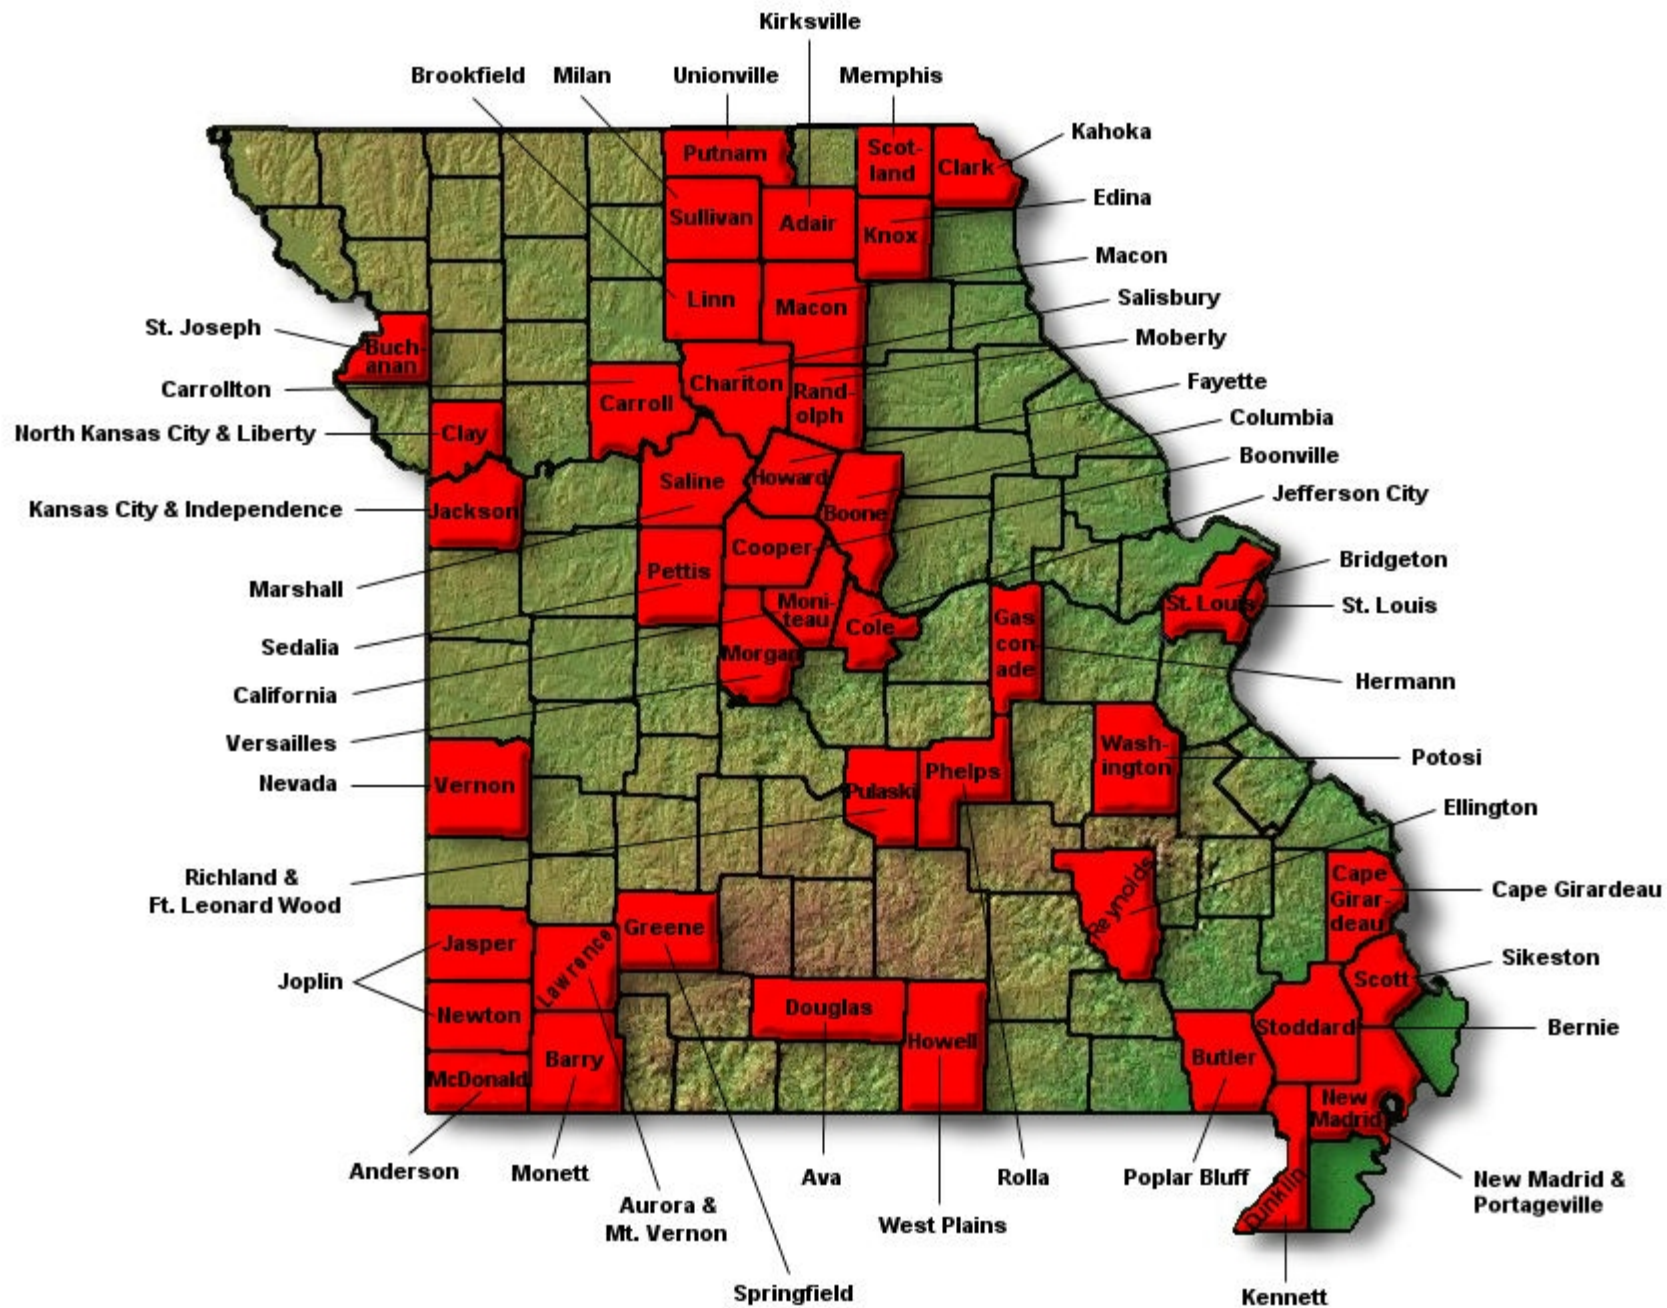 Kirksville
Brookfield
Milan
Unionville
Memphis
Kahoka
Putnam
Scot-
land
Clark
Edina
Sullivan
Adair
Knox
Macon
Linn
Macon
Salisbury
St. Joseph
Buch-
anan
Moberly
Carrollton
Carroll
Chariton
Rand-
olph
Fayette
North Kansas City & Liberty
Clay
Columbia
Saline
Howard
Boonville
Kansas City & Independence
Jackson
Boone
Jefferson City
Cooper
Bridgeton
Marshall
Pettis
Moni-
teau
St. Louis
St. Louis
Sedalia
Morgan
Cole
Gas
con-
ade
California
Hermann
Versailles
Nevada
Vernon
Pulaski
Phelps
Wash-
ington
Potosi
Ellington
Richland &
Ft. Leonard Wood
Reynolds
Cape
Girar-
deau
Cape Girardeau
Joplin
Jasper
Lawrence
Greene
Sikeston
Scott
Newton
Douglas
Howell
Stoddard
Bernie
McDonald
Barry
Butler
New
Madrid
Anderson
Monett
Ava
Rolla
Poplar Bluff
Dunklin
New Madrid &
Portageville
Aurora &
Mt. Vernon
West Plains
Springfield
Kennett